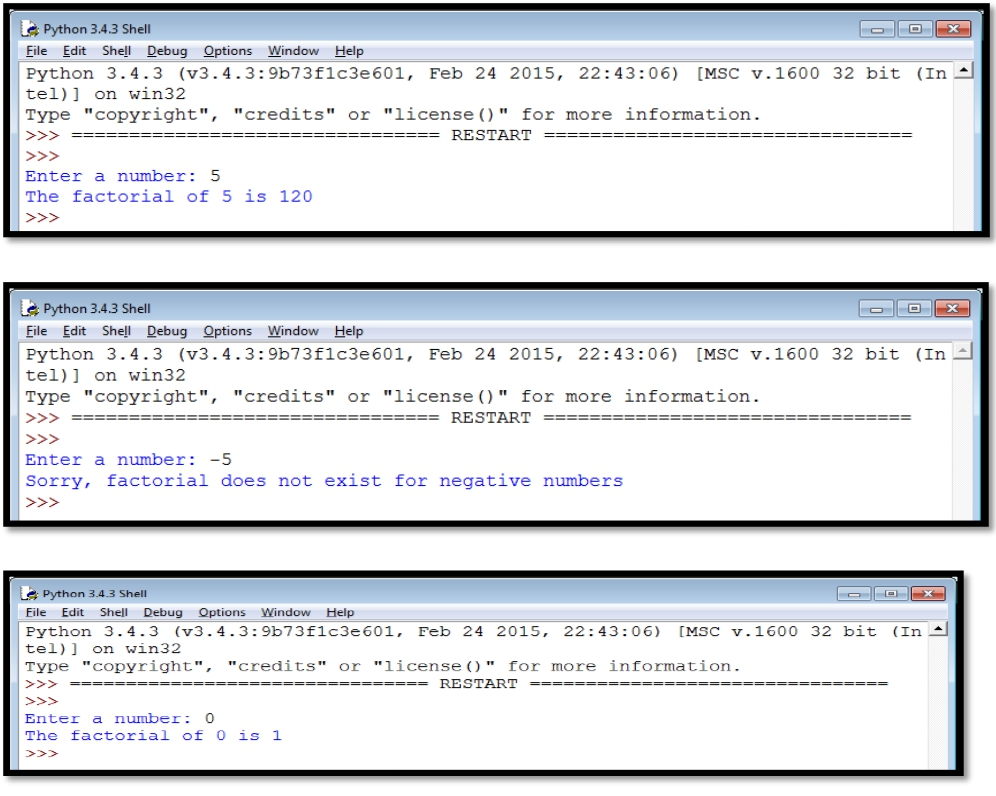 Python 3.4.3 Shell
File Edit Shell Debug Options Window Help
Python 3.4.3 (v3.4.3:9b73f1c3e601, Feb 24 2015, 22:43:06) [MSC v.1600 32 bit (In
tel)] on win32
Type "copyright", "credits" or "license()" for more information.
>>> ================================ RESTART ================================
>>>
Enter a number: 5
The factorial of 5 is 120
>>>
Python 3.4.3 Shell
File Edit Shell Debug Options Window Help
Python 3.4.3 (v3.4.3:9b73f1c3e601, Feb 24 2015, 22:43:06) [MSC v.1600 32 bit (In
tel)] on win32
Type "copyright", "credits" or "license()" for more information.
>>> ================================ RESTART ================================
>>>
Enter a number: -5
Sorry, factorial does not exist for negative numbers
>>>
Python 3.4.3 Shell
File Edit Shell Debug Options Window Help
Python 3.4.3 (v3.4.3:9b73f1c3e601, Feb 24 2015, 22:43:06) [MSC v.1600 32 bit (In
tel)] on win32
Type "copyright", "credits" or "license()" for more information.
>>> ================================ RESTART ================================
>>>
Enter a number: 0
The factorial of 0 is 1
>>>